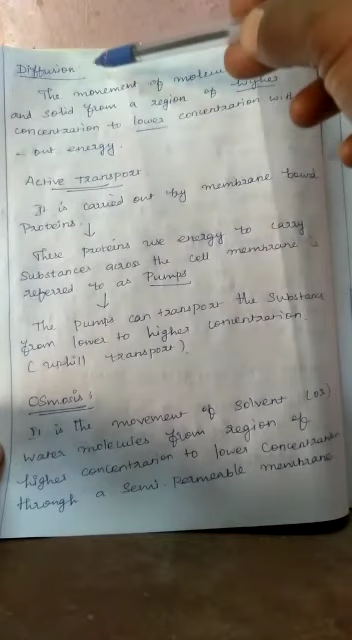 Diffusion
The movement of molecu
and solid from a region of higher
concentration to lower concentration with
- out energy.
Active transport
It is carried out by membrane bound
Proteins. ↓
These proteins use energy to carry
Substances across the cell membrane is
referred to as Pumps
↓
The pumps can transport the Substance
from lower to higher concentration.
(uphill transport).
Osmosis:
It is the movement of solvent (or)
water molecules from region of
higher concentration to lower concentration
through a Semi-Permeable membrane